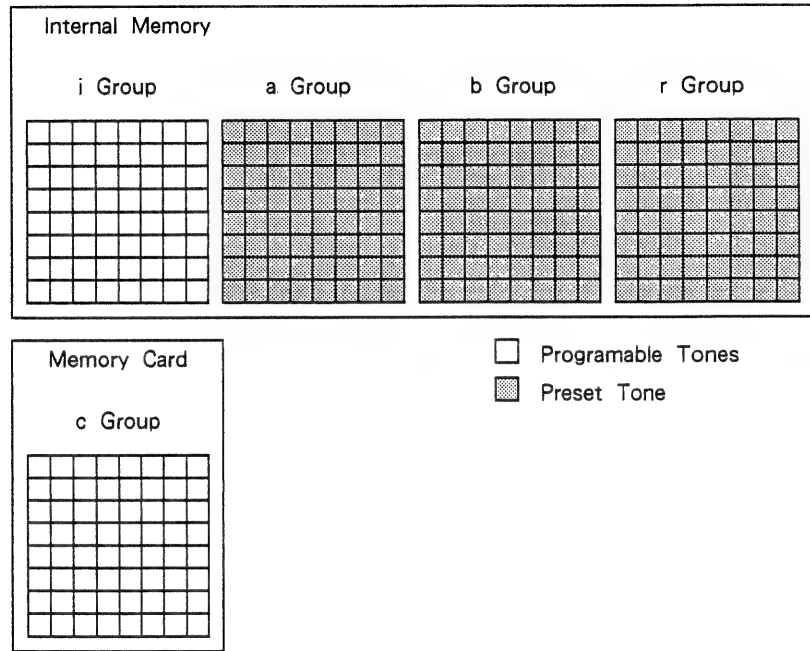 Internal Memory
i Group a Group b Group r Group
Memory Card
c Group
Programable Tones
Preset Tone